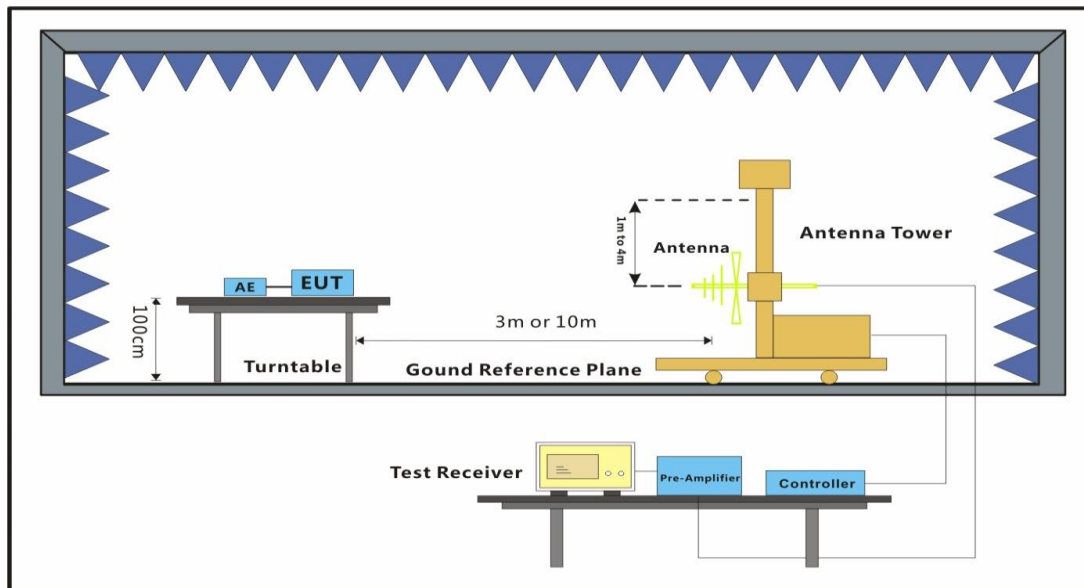 1m to 4m
Antenna
Antenna Tower
AE
EUT
100cm
3m or 10m
Turntable
Gound Reference Plane
Test Receiver
Pre-Amplifier
Controller